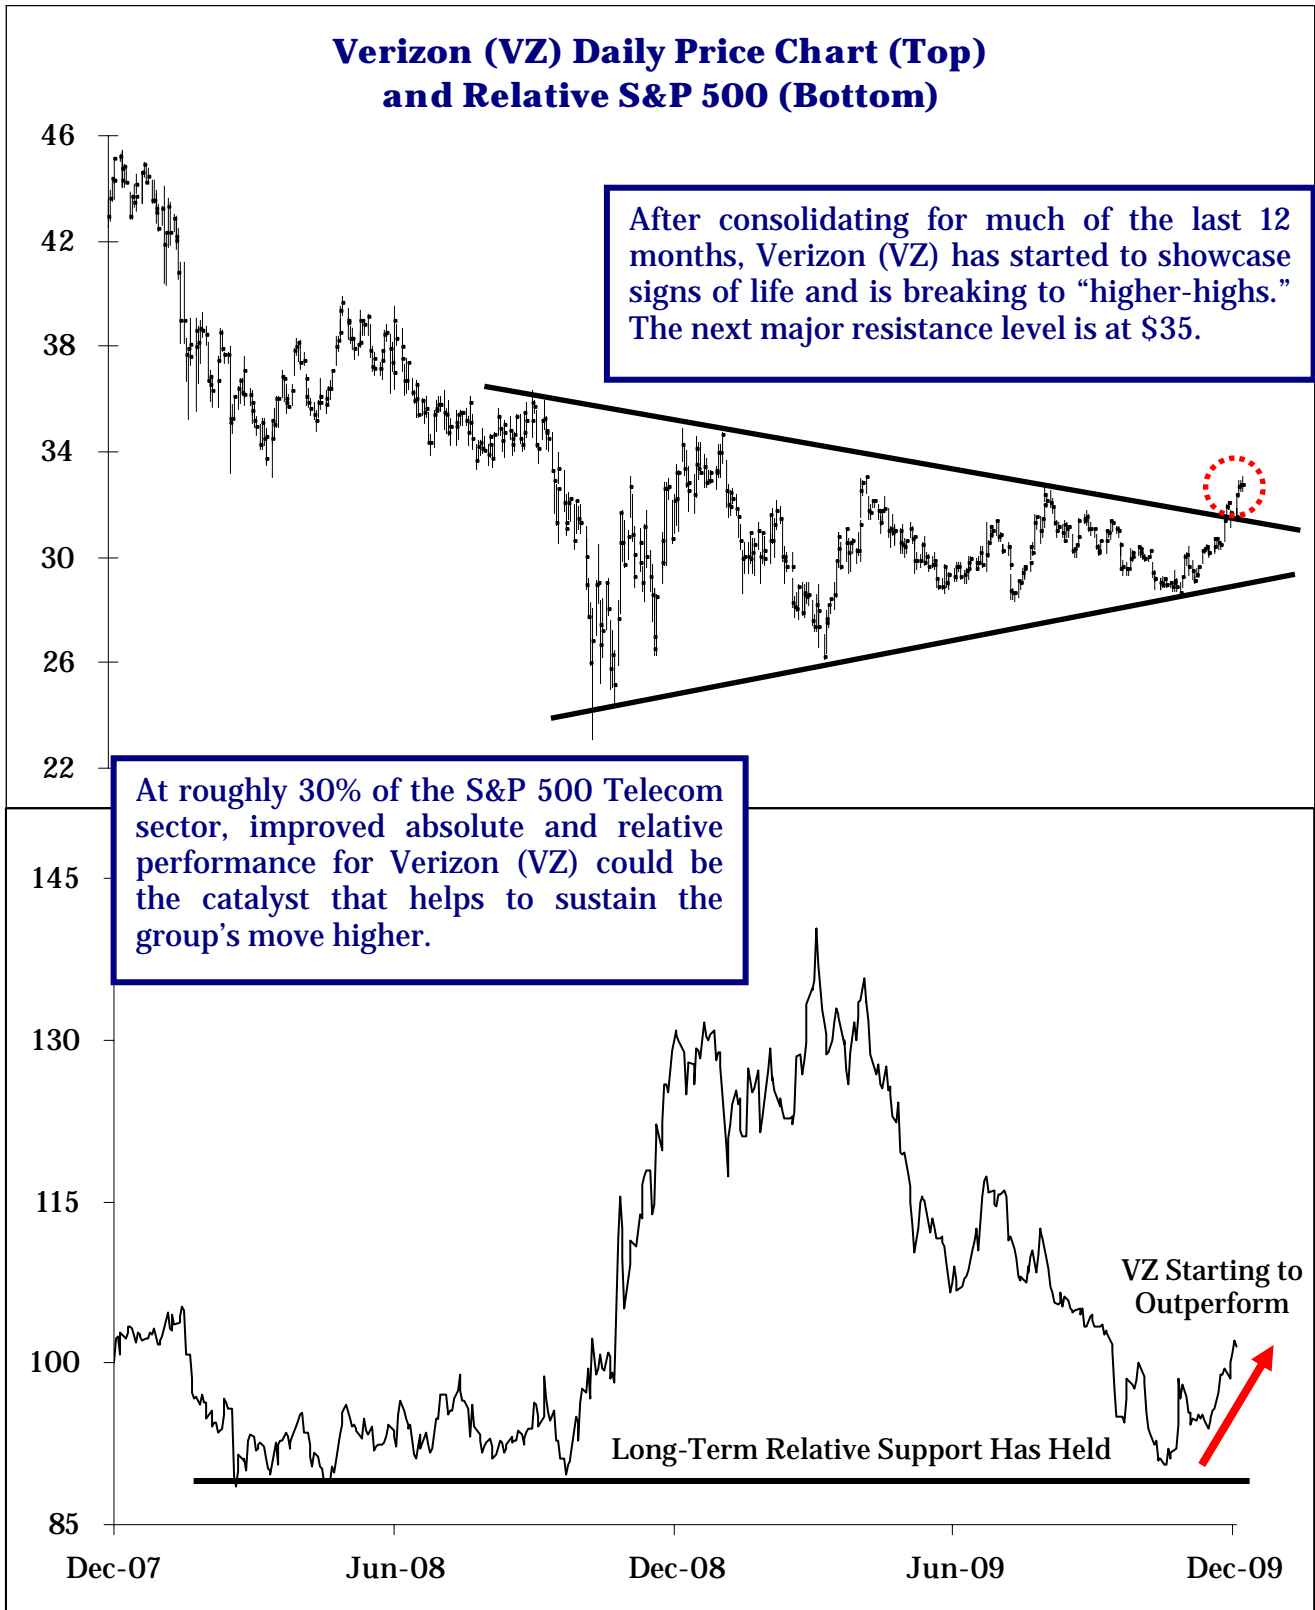 Verizon (VZ) Daily Price Chart (Top)
and Relative S&P 500 (Bottom)
46
42
38
34
30
26
22
After consolidating for much of the last 12
months, Verizon (VZ) has started to showcase
signs of life and is breaking to “higher-highs.”
The next major resistance level is at $35.
At roughly 30% of the S&P 500 Telecom
sector, improved absolute and relative
performance for Verizon (VZ) could be
the catalyst that helps to sustain the
group’s move higher.
145
130
115
100
85
VZ Starting to
Outperform
Long-Term Relative Support Has Held
Dec-07
Jun-08
Dec-08
Jun-09
Dec-09